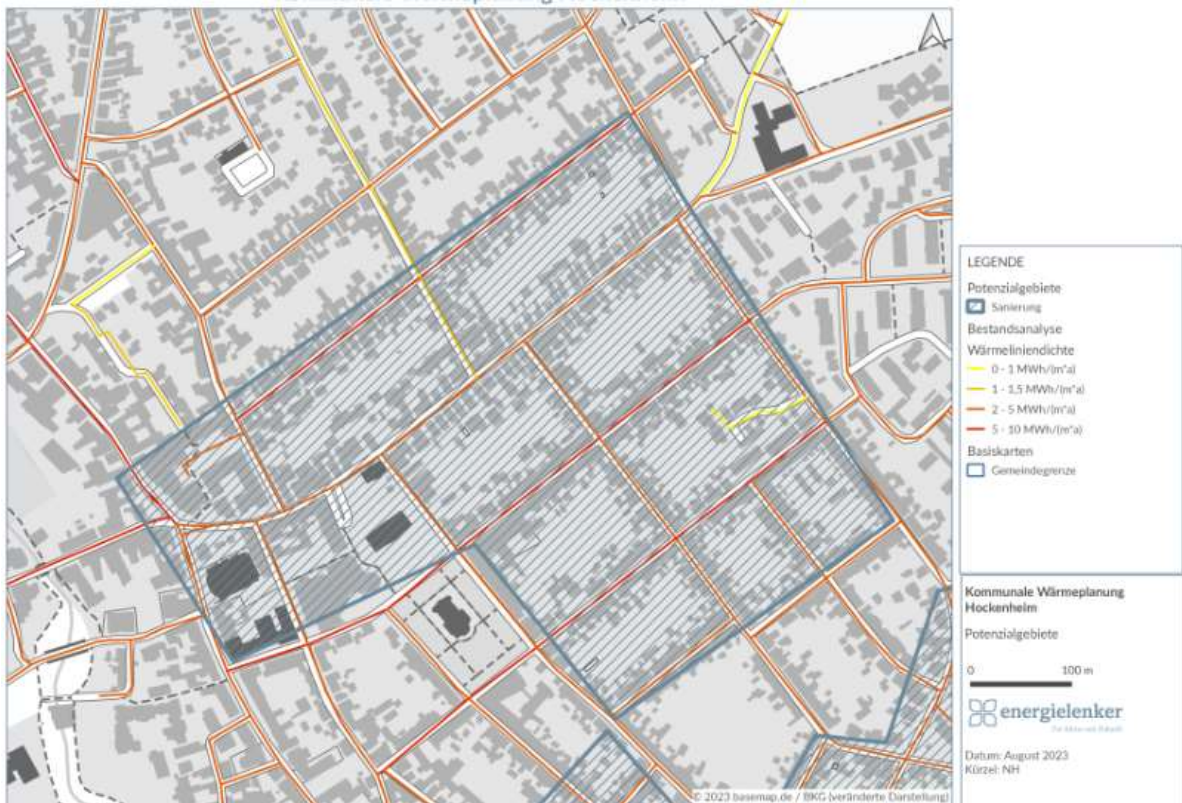 LEGENDE
Potenzialgebiete
Sanierung
Bestandsanalyse
Wärmeliniendichte
0 - 1 MWh/(m*a)
1 - 1,5 MWh/(m*a)
2 - 5 MWh/(m*a)
5 - 10 MWh/(m*a)
Basiskarten
Gemeindegrenze
Kommunale Wärmeplanung
Hockenheim
Potenzialgebiete
0 100 m
energielenker
Datum: August 2023
Kürzel: NH
© 2023 basemap.de / BKG (veränderte Darstellung)